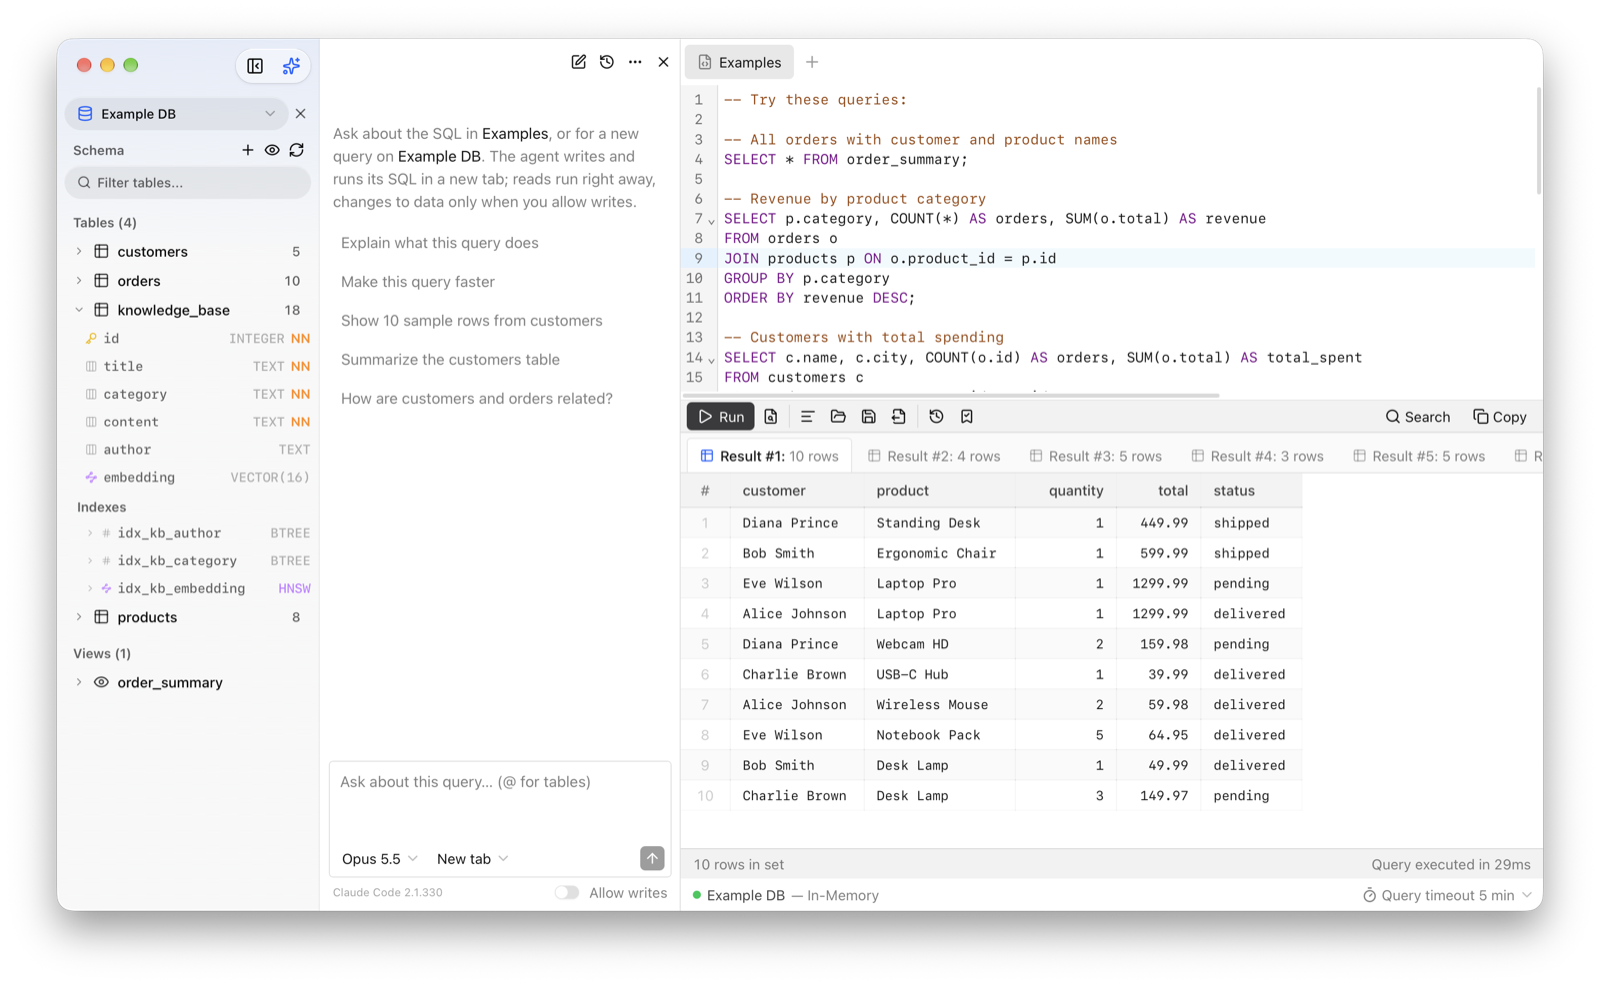 Example DB
Schema
Filter tables...
Tables (4)
customers 5
orders 10
knowledge_base 18
id INTEGER NN
title TEXT NN
category TEXT NN
content TEXT NN
author TEXT
embedding VECTOR(16)
Indexes
# idx_kb_author BTREE
# idx_kb_category BTREE
idx_kb_embedding HNSW
products 8
Views (1)
order_summary
Ask about the SQL in Examples, or for a new
query on Example DB. The agent writes and
runs its SQL in a new tab; reads run right away,
changes to data only when you allow writes.
Explain what this query does
Make this query faster
Show 10 sample rows from customers
Summarize the customers table
How are customers and orders related?
Ask about this query... (@ for tables)
Opus 5.5 New tab
Claude Code 2.1.330 Allow writes
Examples
1 -- Try these queries:
2
3 -- All orders with customer and product names
4 SELECT * FROM order_summary;
5
6 -- Revenue by product category
7 SELECT p.category, COUNT(*) AS orders, SUM(o.total) AS revenue
8 FROM orders o
9 JOIN products p ON o.product_id = p.id
10 GROUP BY p.category
11 ORDER BY revenue DESC;
12
13 -- Customers with total spending
14 SELECT c.name, c.city, COUNT(o.id) AS orders, SUM(o.total) AS total_spent
15 FROM customers c
Run Search Copy
Result #1: 10 rows Result #2: 4 rows Result #3: 5 rows Result #4: 3 rows Result #5: 5 rows R
# customer product quantity total status
1 Diana Prince Standing Desk 1 449.99 shipped
2 Bob Smith Ergonomic Chair 1 599.99 shipped
3 Eve Wilson Laptop Pro 1 1299.99 pending
4 Alice Johnson Laptop Pro 1 1299.99 delivered
5 Diana Prince Webcam HD 2 159.98 pending
6 Charlie Brown USB-C Hub 1 39.99 delivered
7 Alice Johnson Wireless Mouse 2 59.98 delivered
8 Eve Wilson Notebook Pack 5 64.95 delivered
9 Bob Smith Desk Lamp 1 49.99 delivered
10 Charlie Brown Desk Lamp 3 149.97 pending
10 rows in set Query executed in 29ms
Example DB — In-Memory Query timeout 5 min